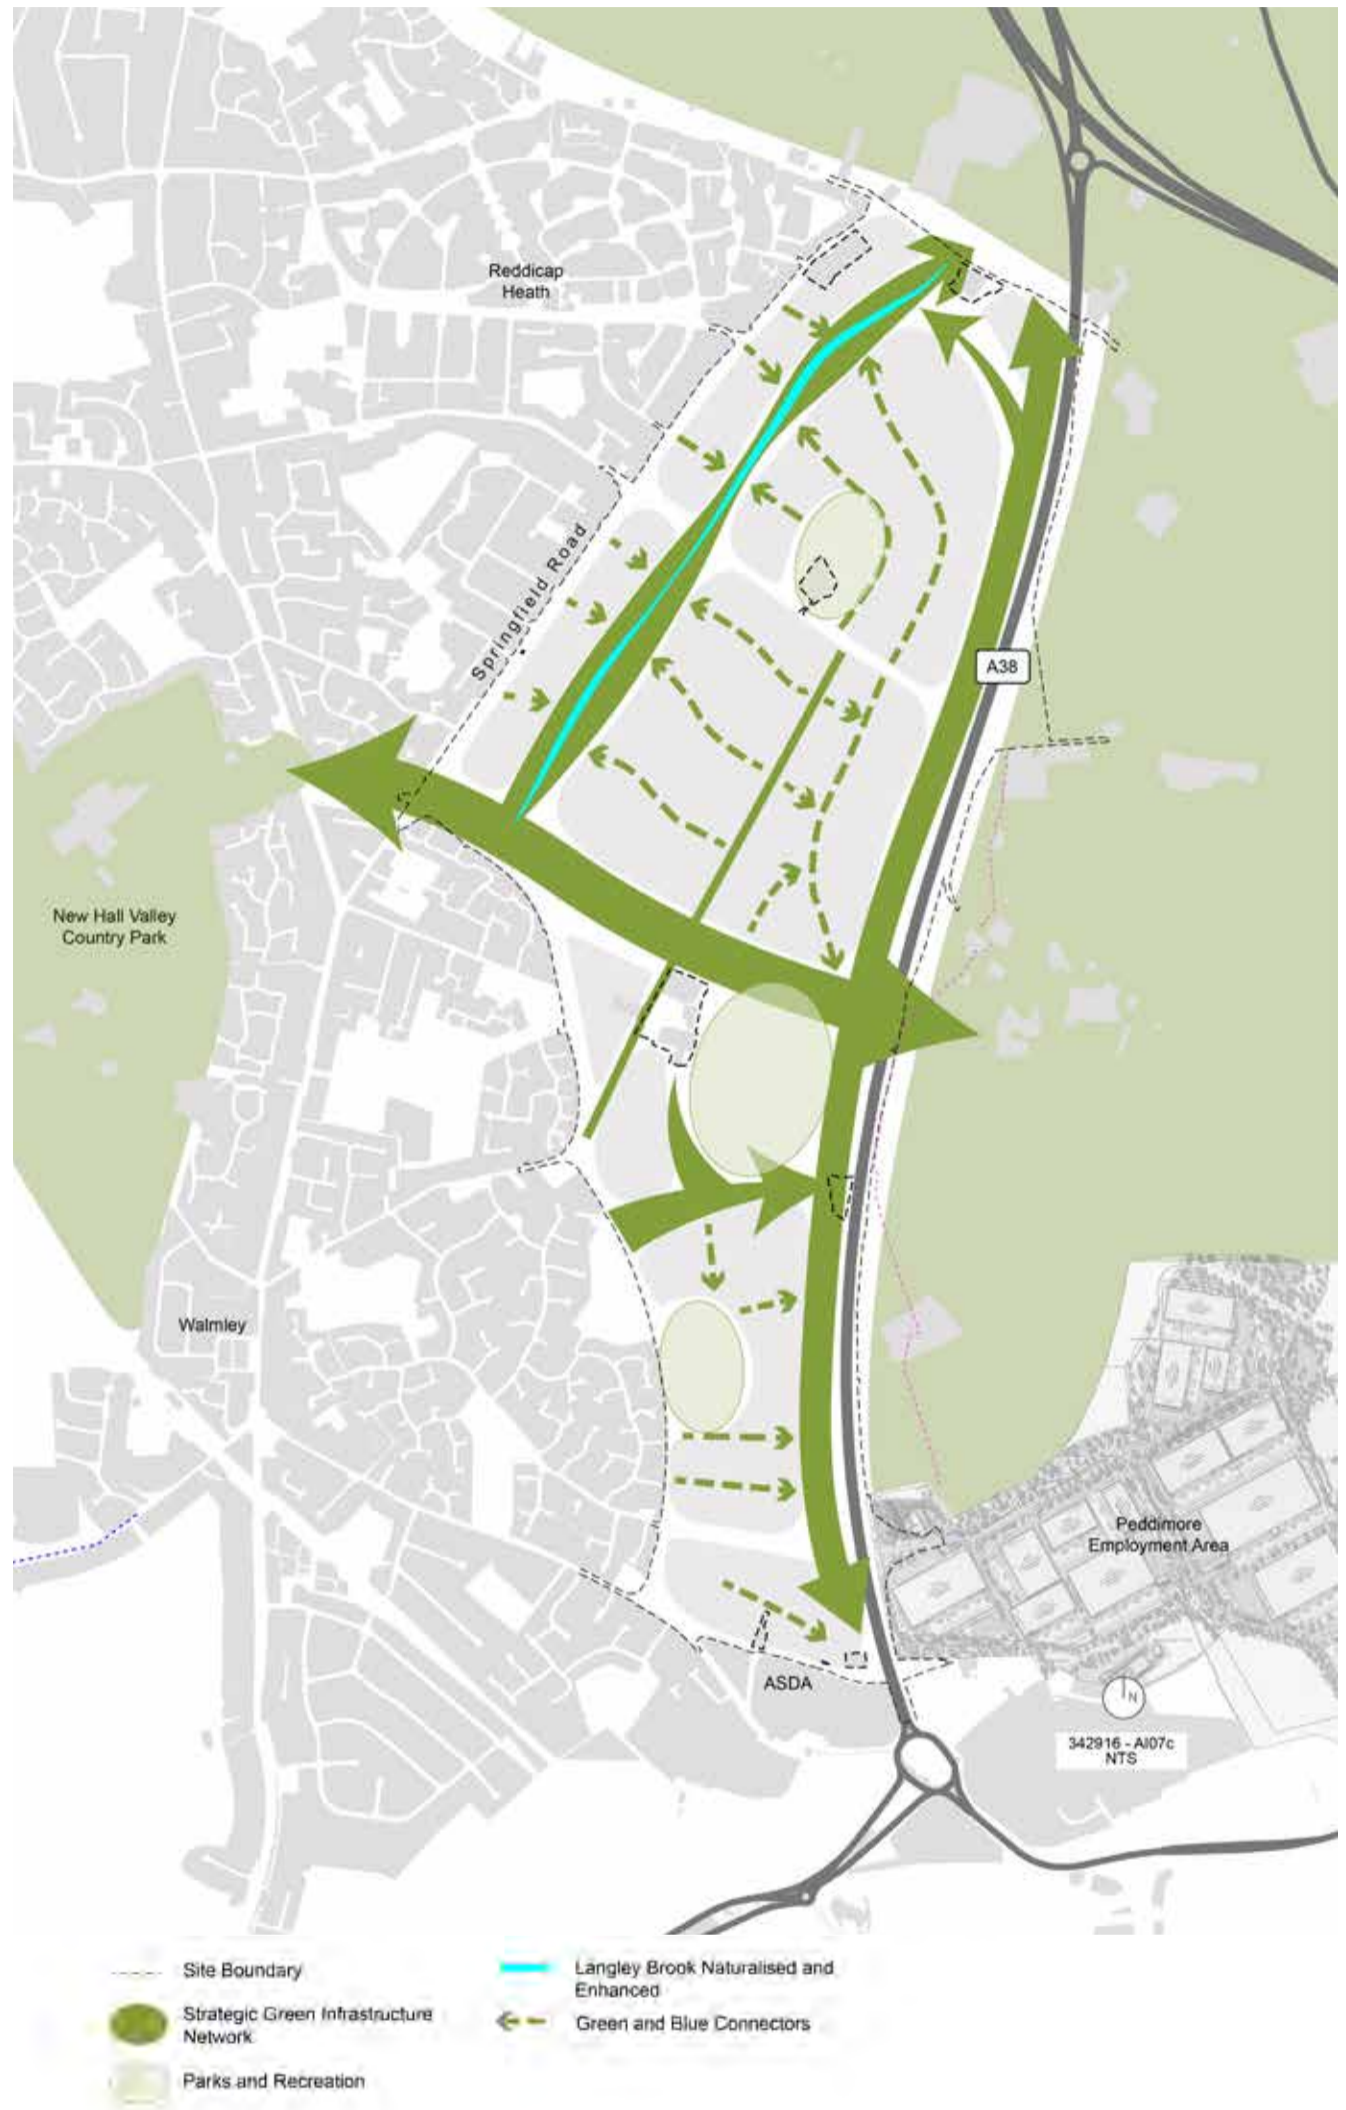 Reddicap
Heath
Springfield Road
A38
New Hall Valley
Country Park
Walmley
Peddimore
Employment Area
ASDA
N
342916 - AI07c
NTS
Site Boundary
Strategic Green Infrastructure
Network
Parks and Recreation
Langley Brook Naturalised and
Enhanced
Green and Blue Connectors